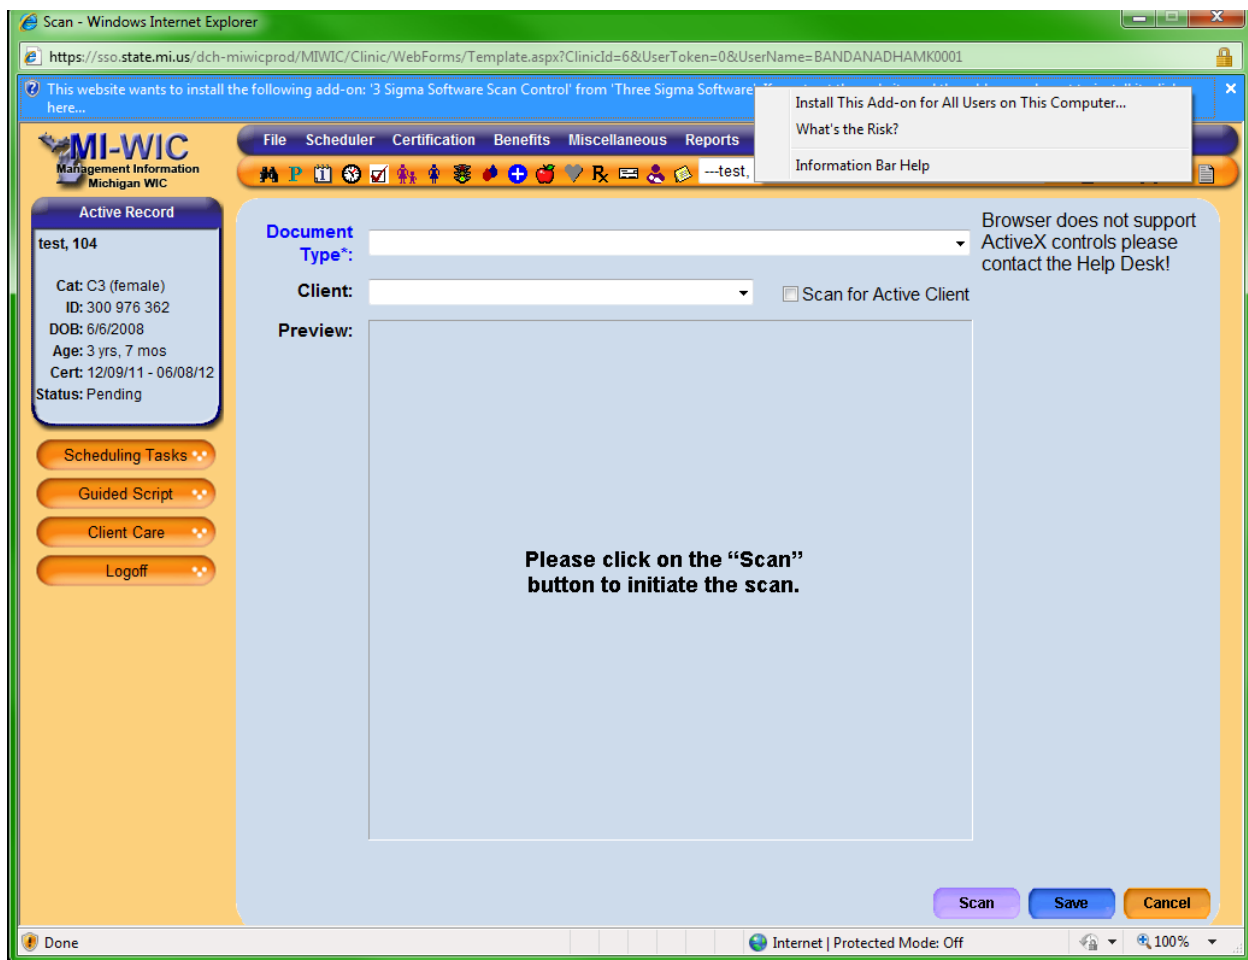 Scan - Windows Internet Explorer
https://sso.state.mi.us/dch-miwicprod/MIWIC/Clinic/WebForms/Template.aspx?ClinicId=6&UserToken=0&UserName=BANDANADHAMK0001
This website wants to install the following add-on: '3 Sigma Software Scan Control' from 'Three Sigma Software'.
here...
Install This Add-on for All Users on This Computer...
What's the Risk?
Information Bar Help
MI-WIC
Management Information
Michigan WIC
File Scheduler Certification Benefits Miscellaneous Reports
---test,
Active Record
test, 104
Cat: C3 (female)
ID: 300 976 362
DOB: 6/6/2008
Age: 3 yrs, 7 mos
Cert: 12/09/11 - 06/08/12
Status: Pending
Scheduling Tasks
Guided Script
Client Care
Logoff
Document
Type*:
Browser does not support
ActiveX controls please
contact the Help Desk!
Client:
Scan for Active Client
Preview:
Please click on the “Scan”
button to initiate the scan.
Scan Save Cancel
Done
Internet | Protected Mode: Off
100%